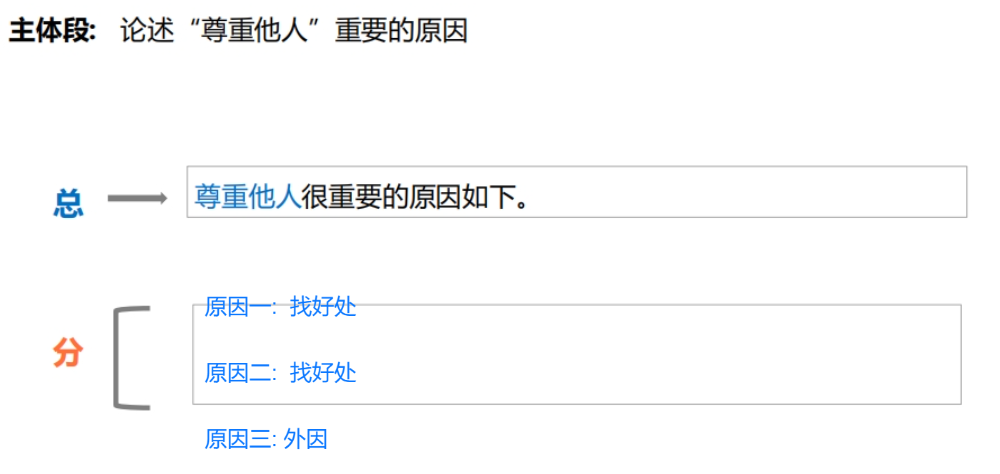 主体段： 论述“尊重他人”重要的原因
总
尊重他人很重要的原因如下。
分
原因一：找好处
原因二：找好处
原因三: 外因